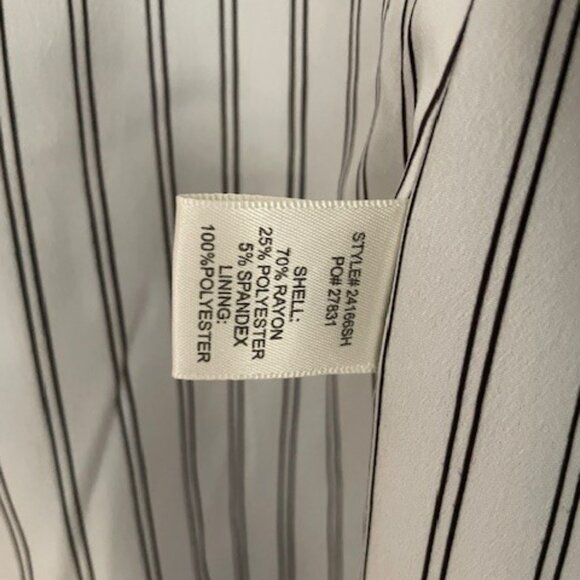 STYLE# 24166SH
PO# 27831
SHELL:
70% RAYON
25% POLYESTER
5% SPANDEX
LINING:
100%POLYESTER